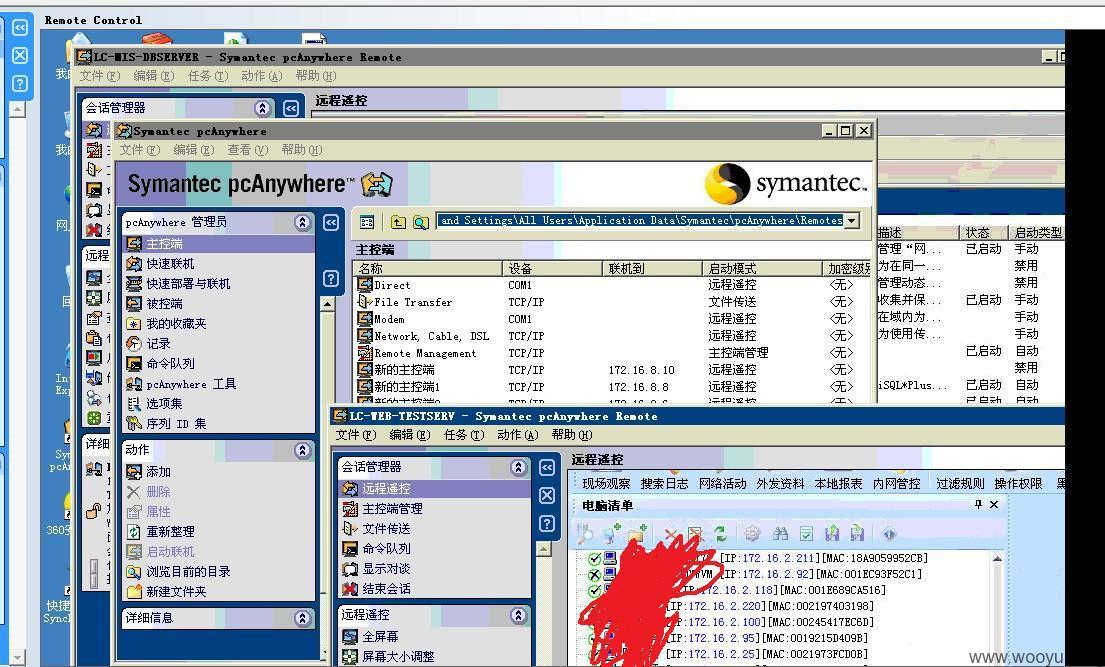 Remote Control
LC-MIS-DBSERVER - Symantec pcAnywhere Remote
文件(F) 编辑(E) 任务(T) 动作(A) 帮助(H)
会话管理器
远程遥控
Symantec pcAnywhere
文件(F) 编辑(E) 查看(V) 帮助(H)
Symantec pcAnywhere™
symantec.
pcAnywhere 管理员
主控端
快速联机
快速部署与联机
被控端
我的收藏夹
记录
命令队列
pcAnywhere 工具
选项集
序列 ID 集
动作
添加
删除
属性
重新整理
启动联机
浏览目前的目录
新建文件夹
详细信息
and Settings\All Users\Application Data\Symantec\pcAnywhere\Remotes
主控端
名称 设备 联机到 启动模式 加密级别
Direct COM1 远程遥控 <无>
File Transfer TCP/IP 文件传送 <无>
Modem COM1 远程遥控 <无>
Network, Cable, DSL TCP/IP 远程遥控 <无>
Remote Management TCP/IP 主控端管理 <无>
新的主控端 TCP/IP 172.16.8.10 远程遥控 <无>
新的主控端1 TCP/IP 172.16.8.8 远程遥控 <无>
描述 状态 启动类型
管理“网... 已启动 手动
为在同一... 禁用
管理动态... 禁用
收集并保... 已启动 手动
在域内为... 手动
为使用传... 手动
已启动 自动
禁用
iSQL*Plus... 已启动 自动
已启动 自动
LC-WEB-TESTSERV - Symantec pcAnywhere Remote
文件(F) 编辑(E) 任务(T) 动作(A) 帮助(H)
会话管理器
远程遥控
主控端管理
文件传送
命令队列
显示对谈
结束会话
远程遥控
全屏幕
屏幕大小调整
远程遥控
现场观察 搜索日志 网络活动 外发资料 本地报表 内网管控 过滤规则 操作权限
电脑清单
[IP:172.16.2.211][MAC:18A9059952CB]
[IP:172.16.2.92][MAC:001EC93F52C1]
IP:172.16.2.118][MAC:001E689CA516]
[IP:172.16.2.220][MAC:002197403198]
[IP:172.16.2.100][MAC:00245417EC6D]
[IP:172.16.2.95][MAC:0019215D409B]
[IP:172.16.2.25][MAC:0021973FCD0B]
远程
详细
360
快捷
www.wooyu